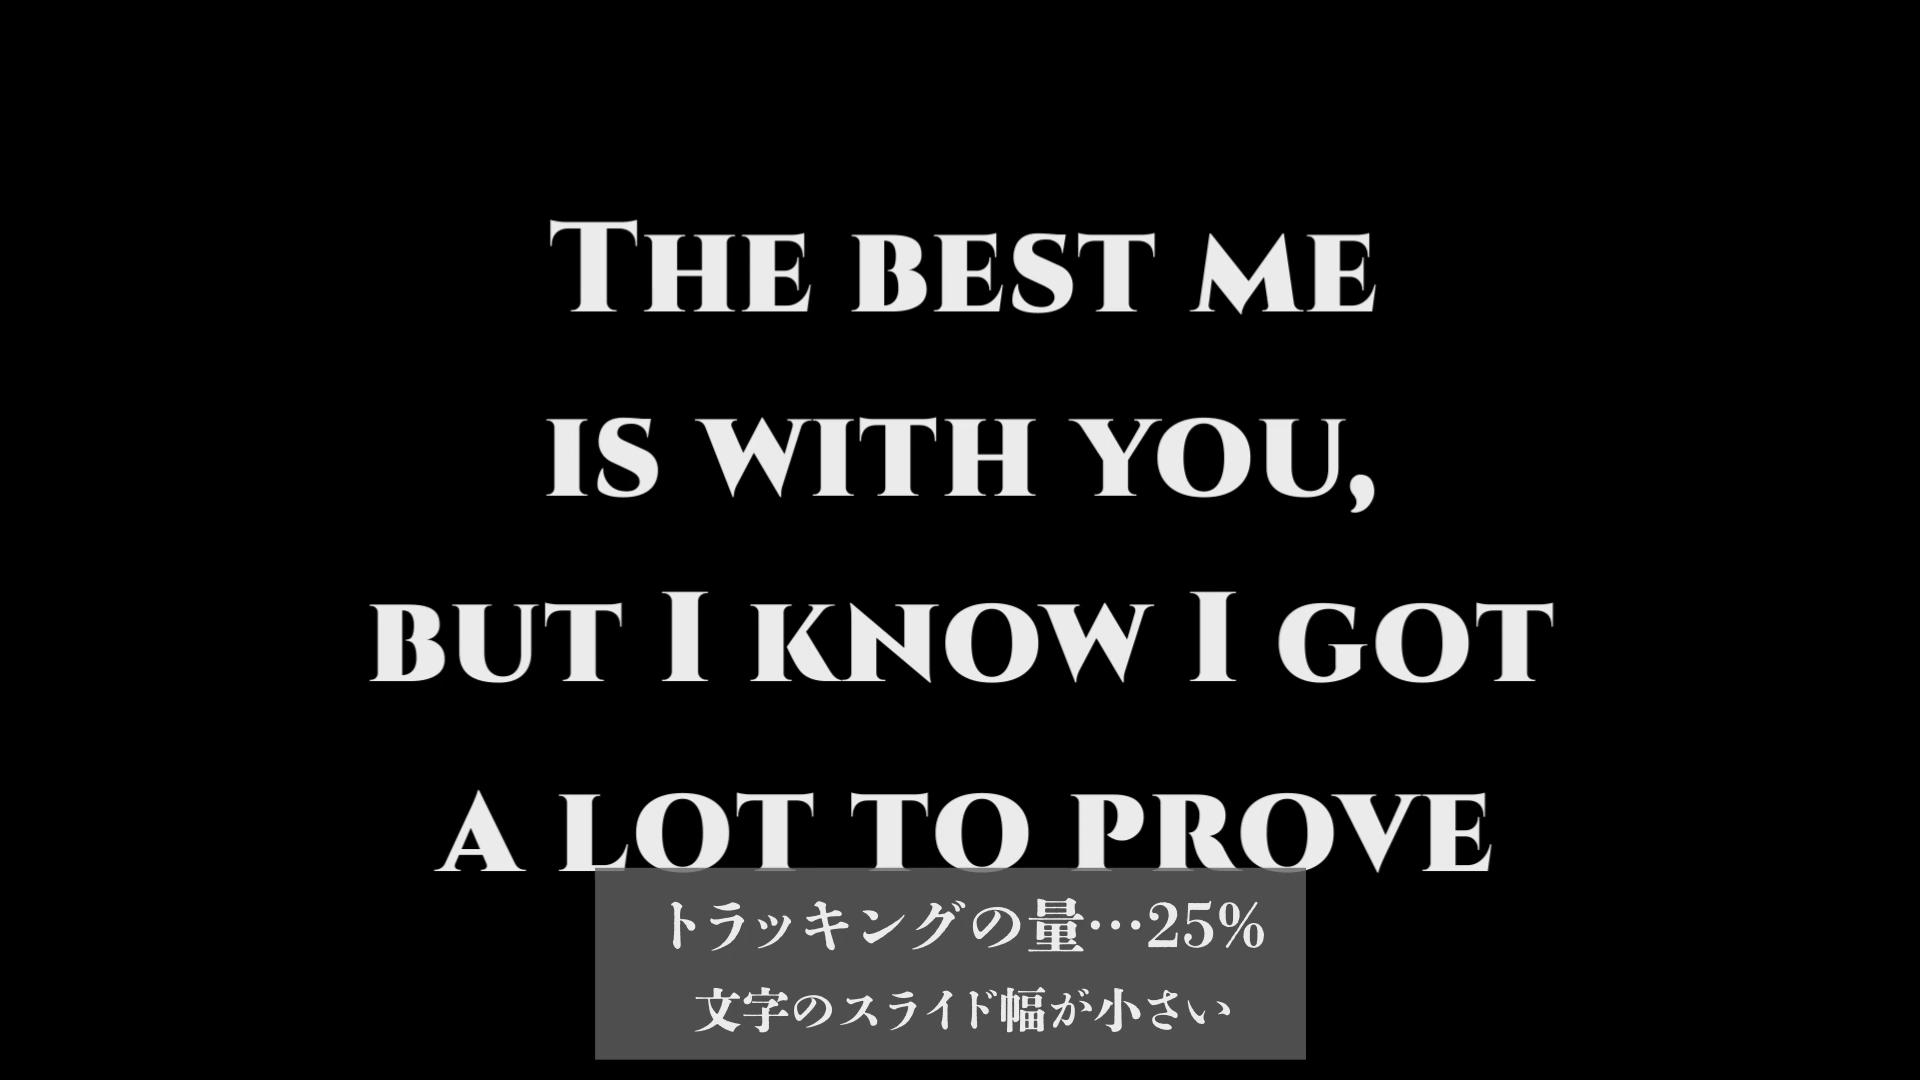 The best me
is with you,
but I know I got
a lot to prove
トラッキングの量…25%
文字のスライド幅が小さい